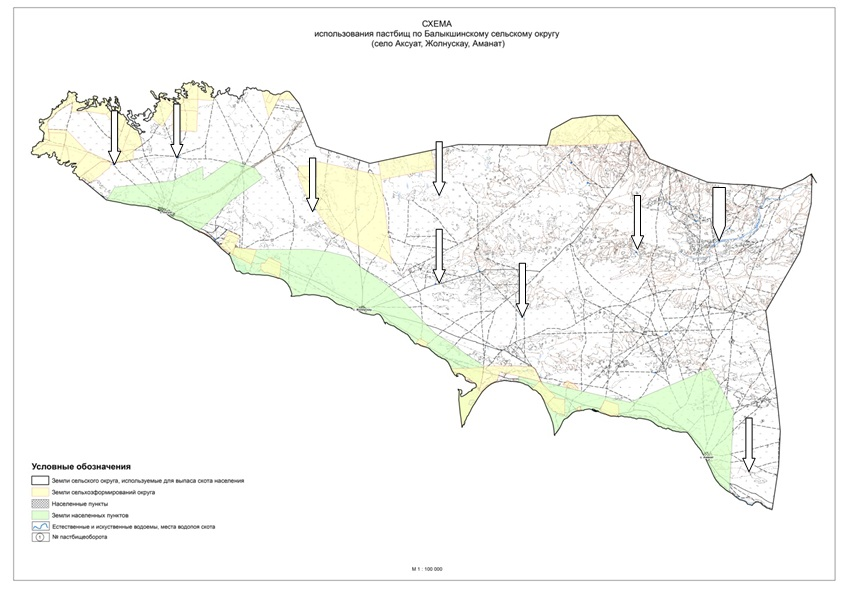 СХЕМА
использования пастбищ по Балыкшинскому сельскому округу
(село Аксуат, Жолнускау, Аманат)
Условные обозначения
Земли сельского округа, используемые для выпаса скота населения
Земли сельхозформирований округа
Населенные пункты
Земли населенных пунктов
Естественные и искуственные водоемы, места водопоя скота
№ пастбищеоборота
М 1 : 100 000